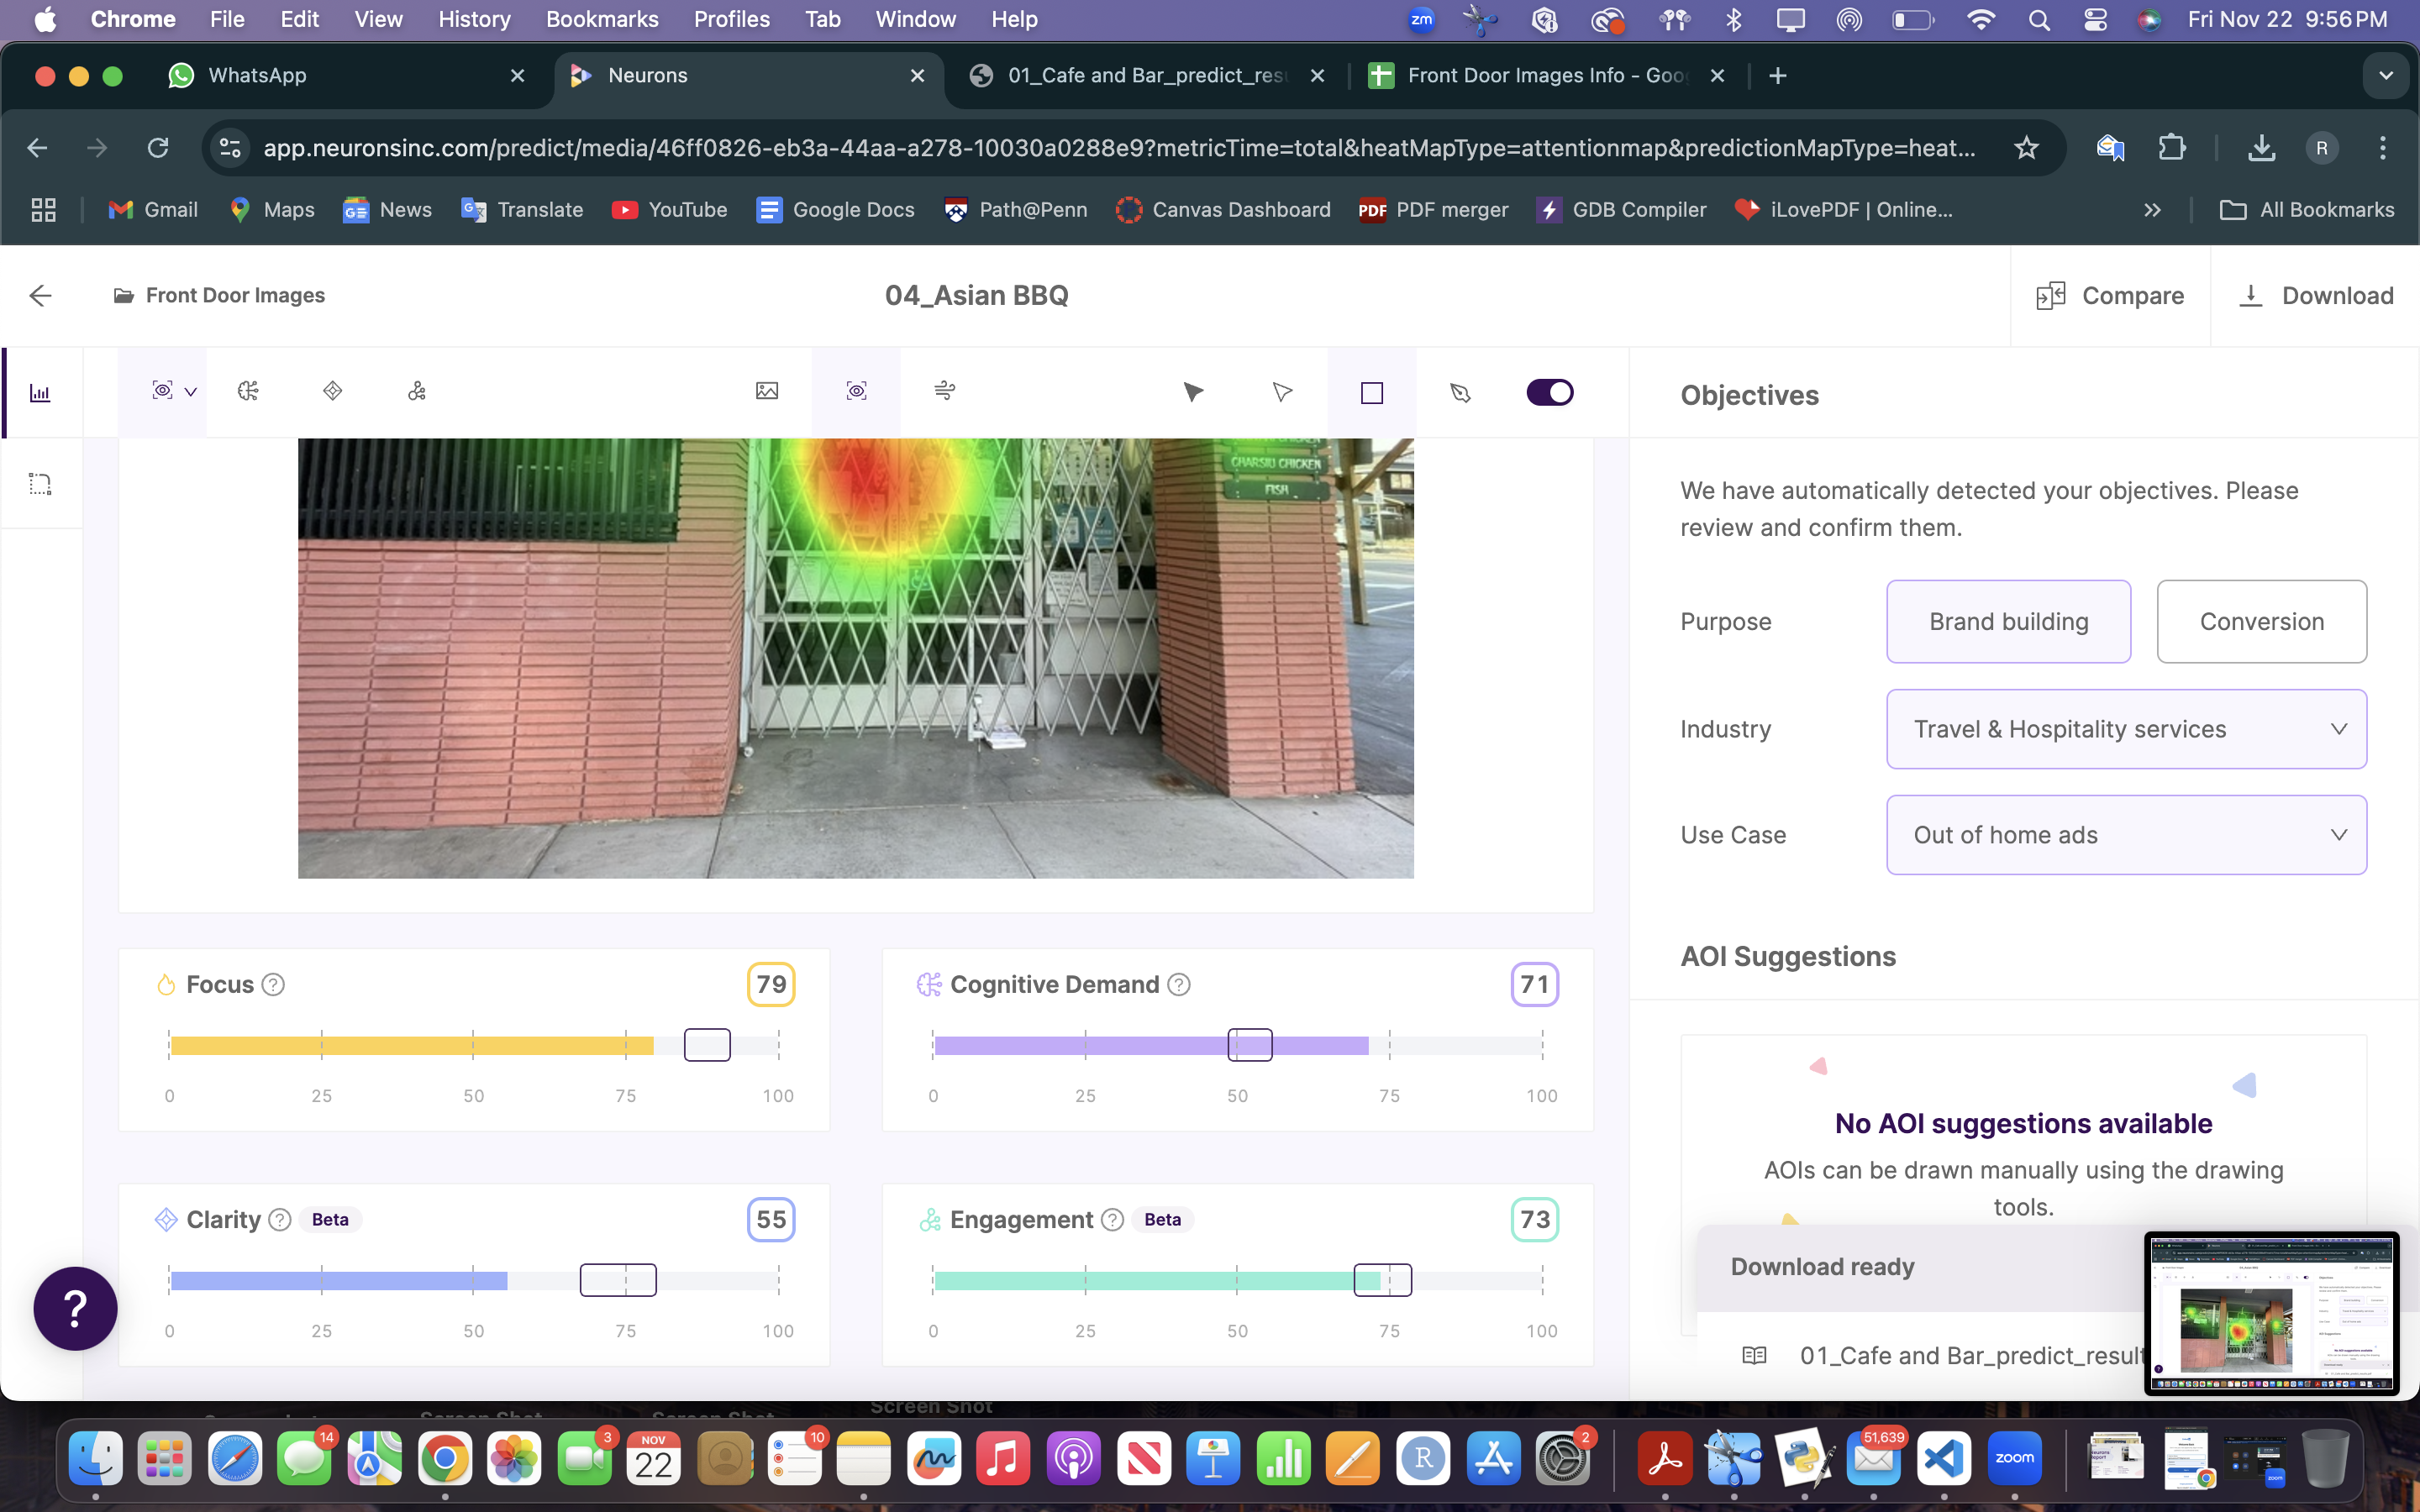 Chrome File Edit View History Bookmarks Profiles Tab Window Help zm Fri Nov 22 9:56 PM
WhatsApp Neurons 01_Cafe and Bar_predict_resu Front Door Images Info - Goo
app.neuronsinc.com/predict/media/46ff0826-eb3a-44aa-a278-10030a0288e9?metricTime=total&heatMapType=attentionmap&predictionMapType=heat... R
Gmail Maps News Translate YouTube Google Docs Path@Penn Canvas Dashboard PDF PDF merger GDB Compiler iLovePDF | Online... All Bookmarks
Front Door Images 04_Asian BBQ Compare Download
Objectives
CHARSIU CHICKEN
FISH
We have automatically detected your objectives. Please
review and confirm them.
Purpose Brand building Conversion
Industry Travel & Hospitality services
Use Case Out of home ads
AOI Suggestions
Focus 79
0 25 50 75 100
Cognitive Demand 71
0 25 50 75 100
No AOI suggestions available
AOIs can be drawn manually using the drawing
tools.
Clarity Beta 55
0 25 50 75 100
Engagement Beta 73
0 25 50 75 100
Download ready
01_Cafe and Bar_predict_result
?
Screen Shot
14 3 NOV 22 10 2 51,639 zoom